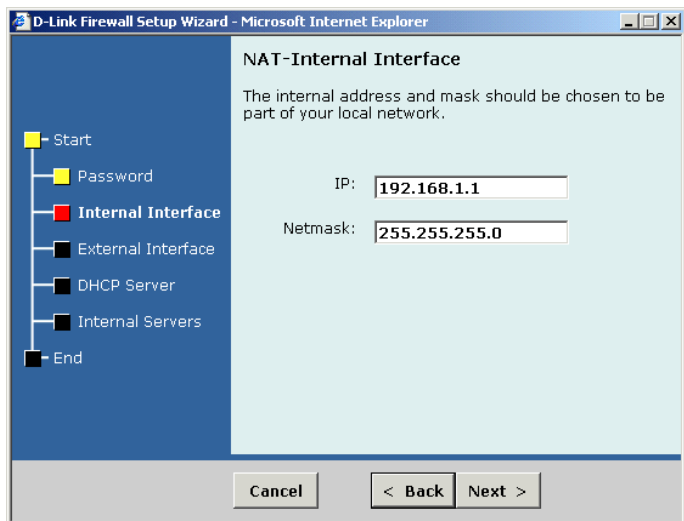 D-Link Firewall Setup Wizard - Microsoft Internet Explorer
Start
Password
Internal Interface
External Interface
DHCP Server
Internal Servers
End
NAT-Internal Interface
The internal address and mask should be chosen to be
part of your local network.
IP: 192.168.1.1
Netmask: 255.255.255.0
Cancel
< Back
Next >